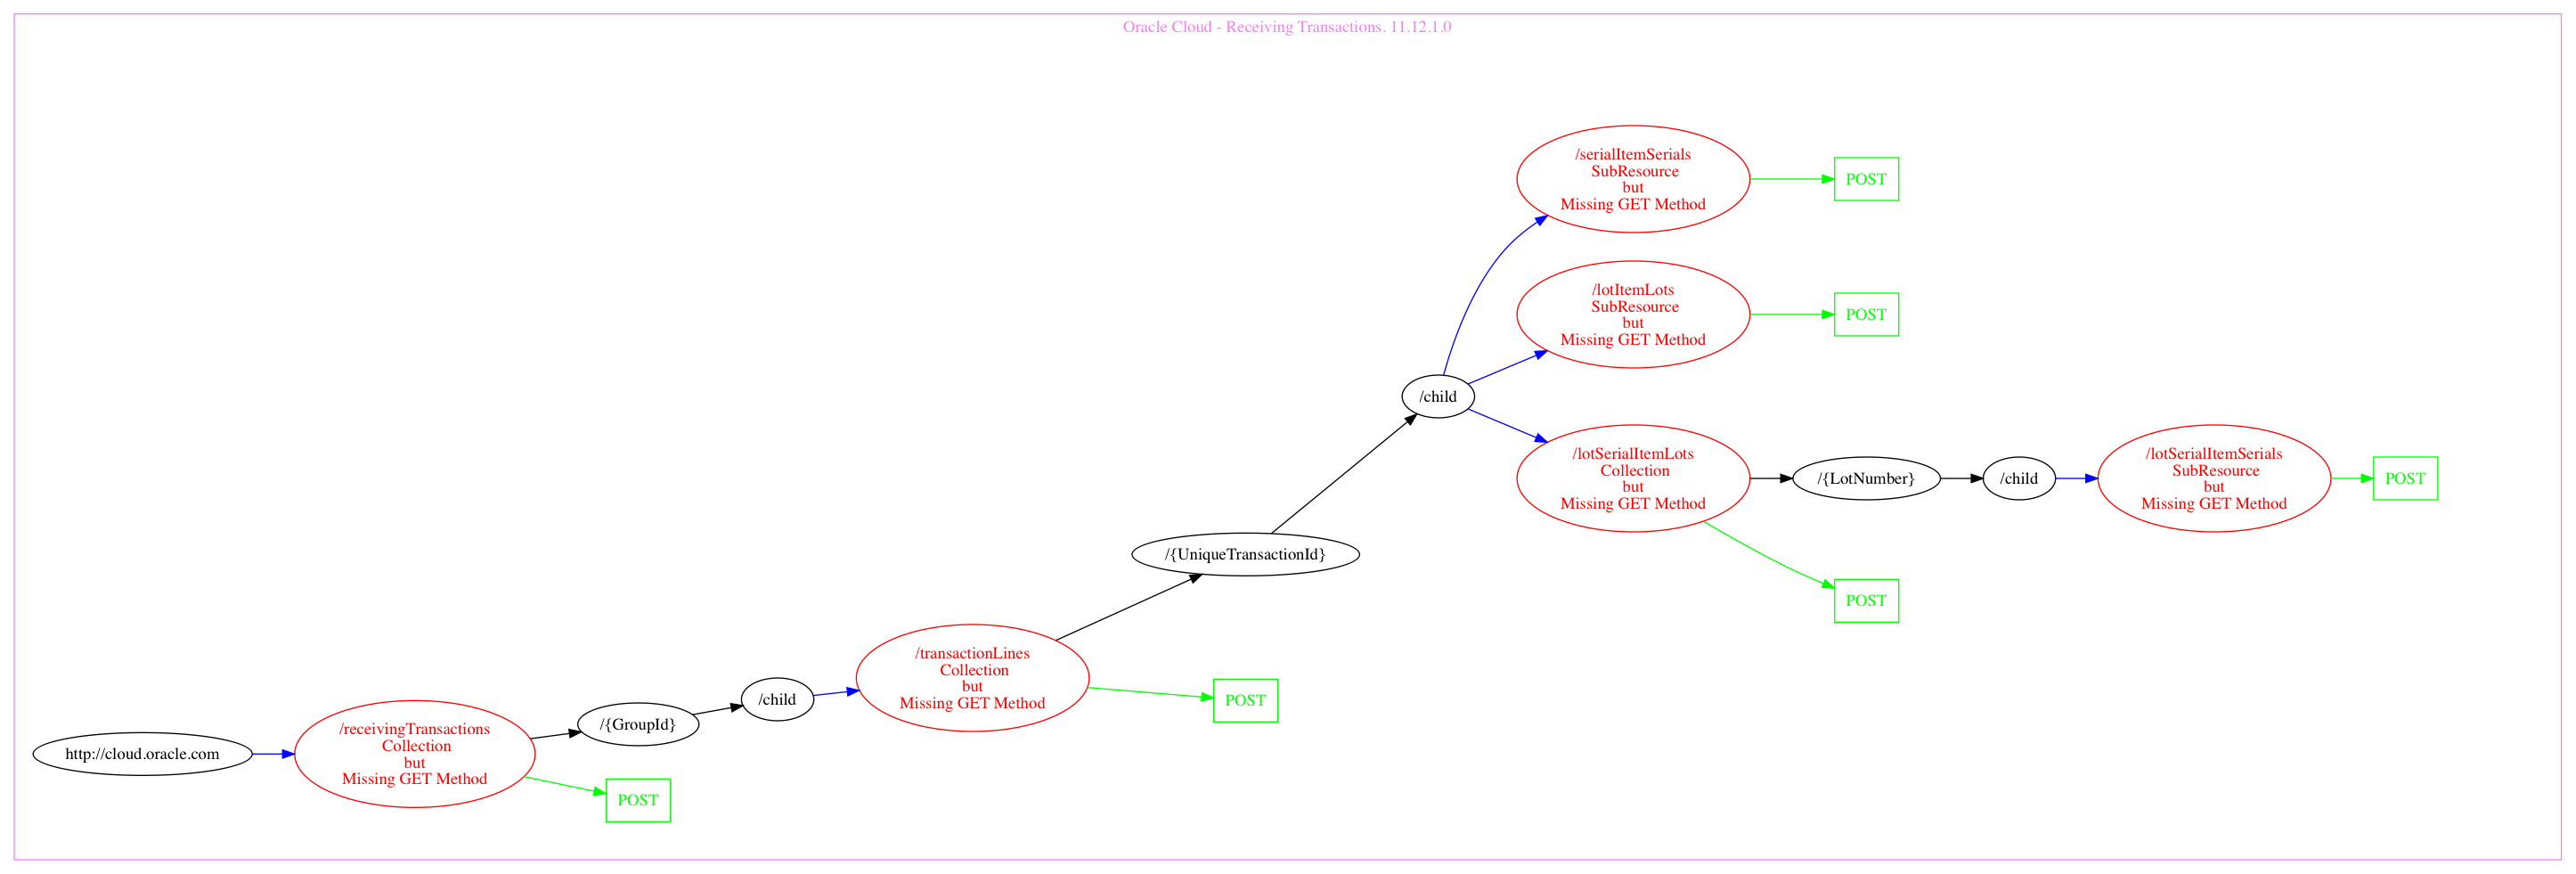 Oracle Cloud - Receiving Transactions. 11.12.1.0
/serialItemSerials
SubResource
but
Missing GET Method
POST
/lotItemLots
SubResource
but
Missing GET Method
POST
/child
/lotSerialItemLots
Collection
but
Missing GET Method
/{LotNumber}
/child
/lotSerialItemSerials
SubResource
but
Missing GET Method
POST
/{UniqueTransactionId}
POST
/transactionLines
Collection
but
Missing GET Method
POST
/child
/{GroupId}
/receivingTransactions
Collection
but
Missing GET Method
http://cloud.oracle.com
POST